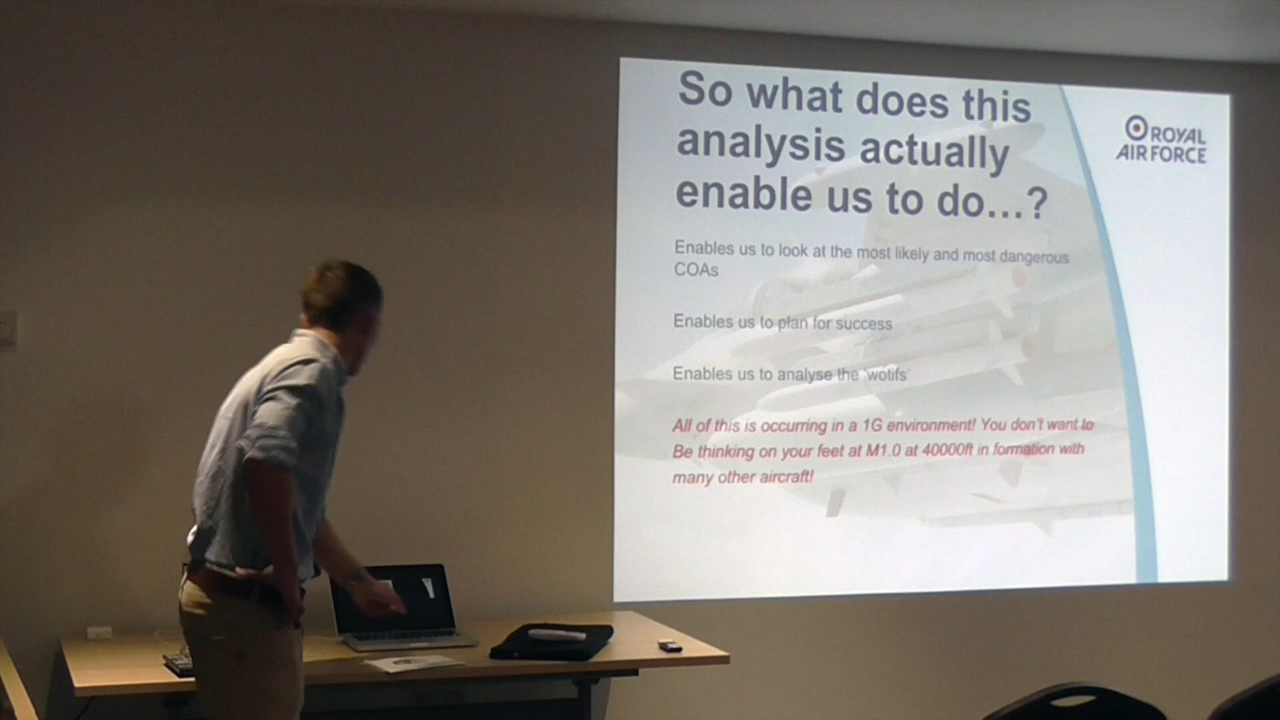 So what does this
analysis actually
enable us to do...?
ROYAL
AIR FORCE
Enables us to look at the most likely and most dangerous
COAs
Enables us to plan for success
Enables us to analyse the 'wotifs'
All of this is occurring in a 1G environment! You don't want to
Be thinking on your feet at M1.0 at 40000ft in formation with
many other aircraft!